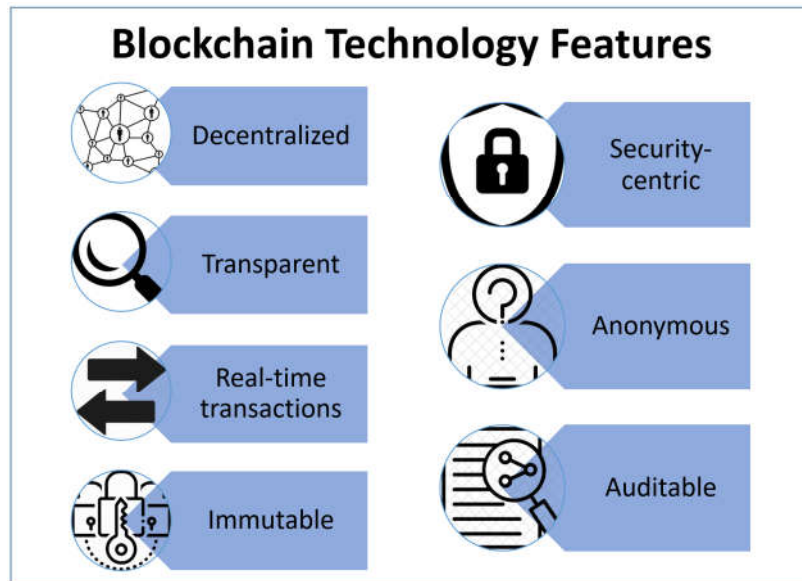 Blockchain Technology Features
Decentralized
Transparent
Real-time
transactions
Immutable
Security-
centric
Anonymous
Auditable